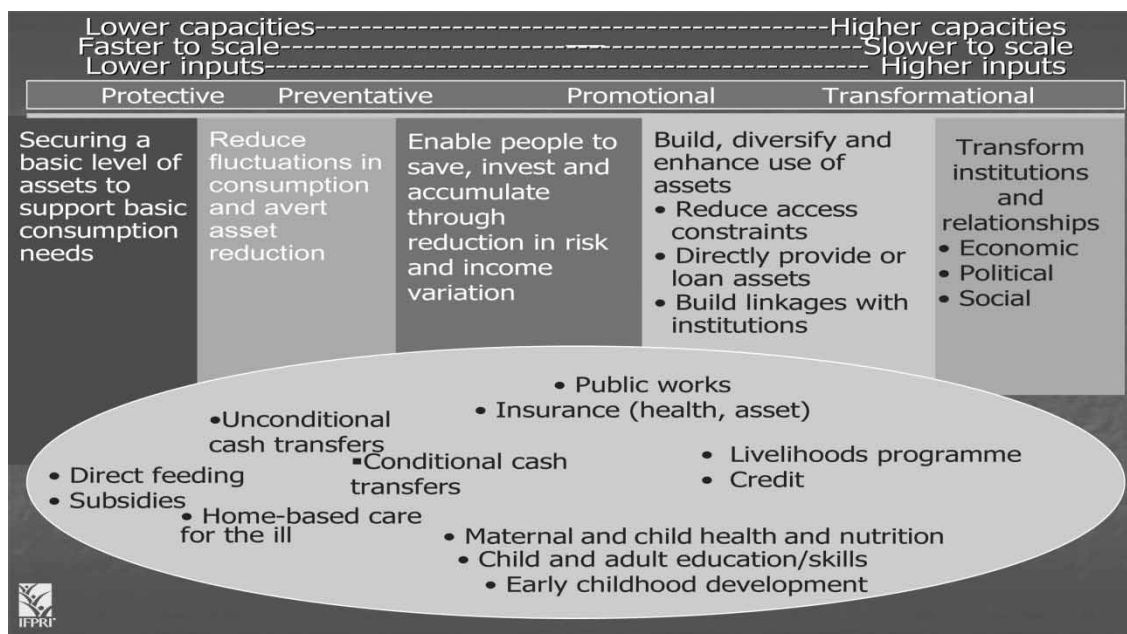 Lower capacities----------------------------------------------------Higher capacities
Faster to scale------------------------------------------------------Slower to scale
Lower inputs-------------------------------------------------------- Higher inputs
Protective Preventative Promotional Transformational
Securing a
basic level of
assets to
support basic
consumption
needs
Reduce
fluctuations in
consumption
and avert
asset
reduction
Enable people to
save, invest and
accumulate
through
reduction in risk
and income
variation
Build, diversify and
enhance use of
assets
• Reduce access
constraints
• Directly provide or
loan assets
• Build linkages with
institutions
Transform
institutions
and
relationships
• Economic
• Political
• Social
• Public works
• Insurance (health, asset)
•Unconditional
cash transfers
▪Conditional cash
transfers
• Livelihoods programme
• Credit
• Direct feeding
• Subsidies
• Home-based care
for the ill
• Maternal and child health and nutrition
• Child and adult education/skills
• Early childhood development
IFPRI